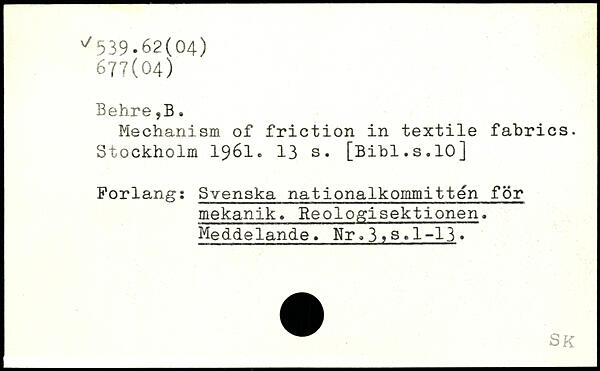 ✓539.62(04)
677(04)
Behre,B.
Mechanism of friction in textile fabrics.
Stockholm 1961. 13 s. [Bibl.s.10]
Forlang: Svenska nationalkommittén för
mekanik. Reologisektionen.
Meddelande. Nr.3,s.1-13.
SK